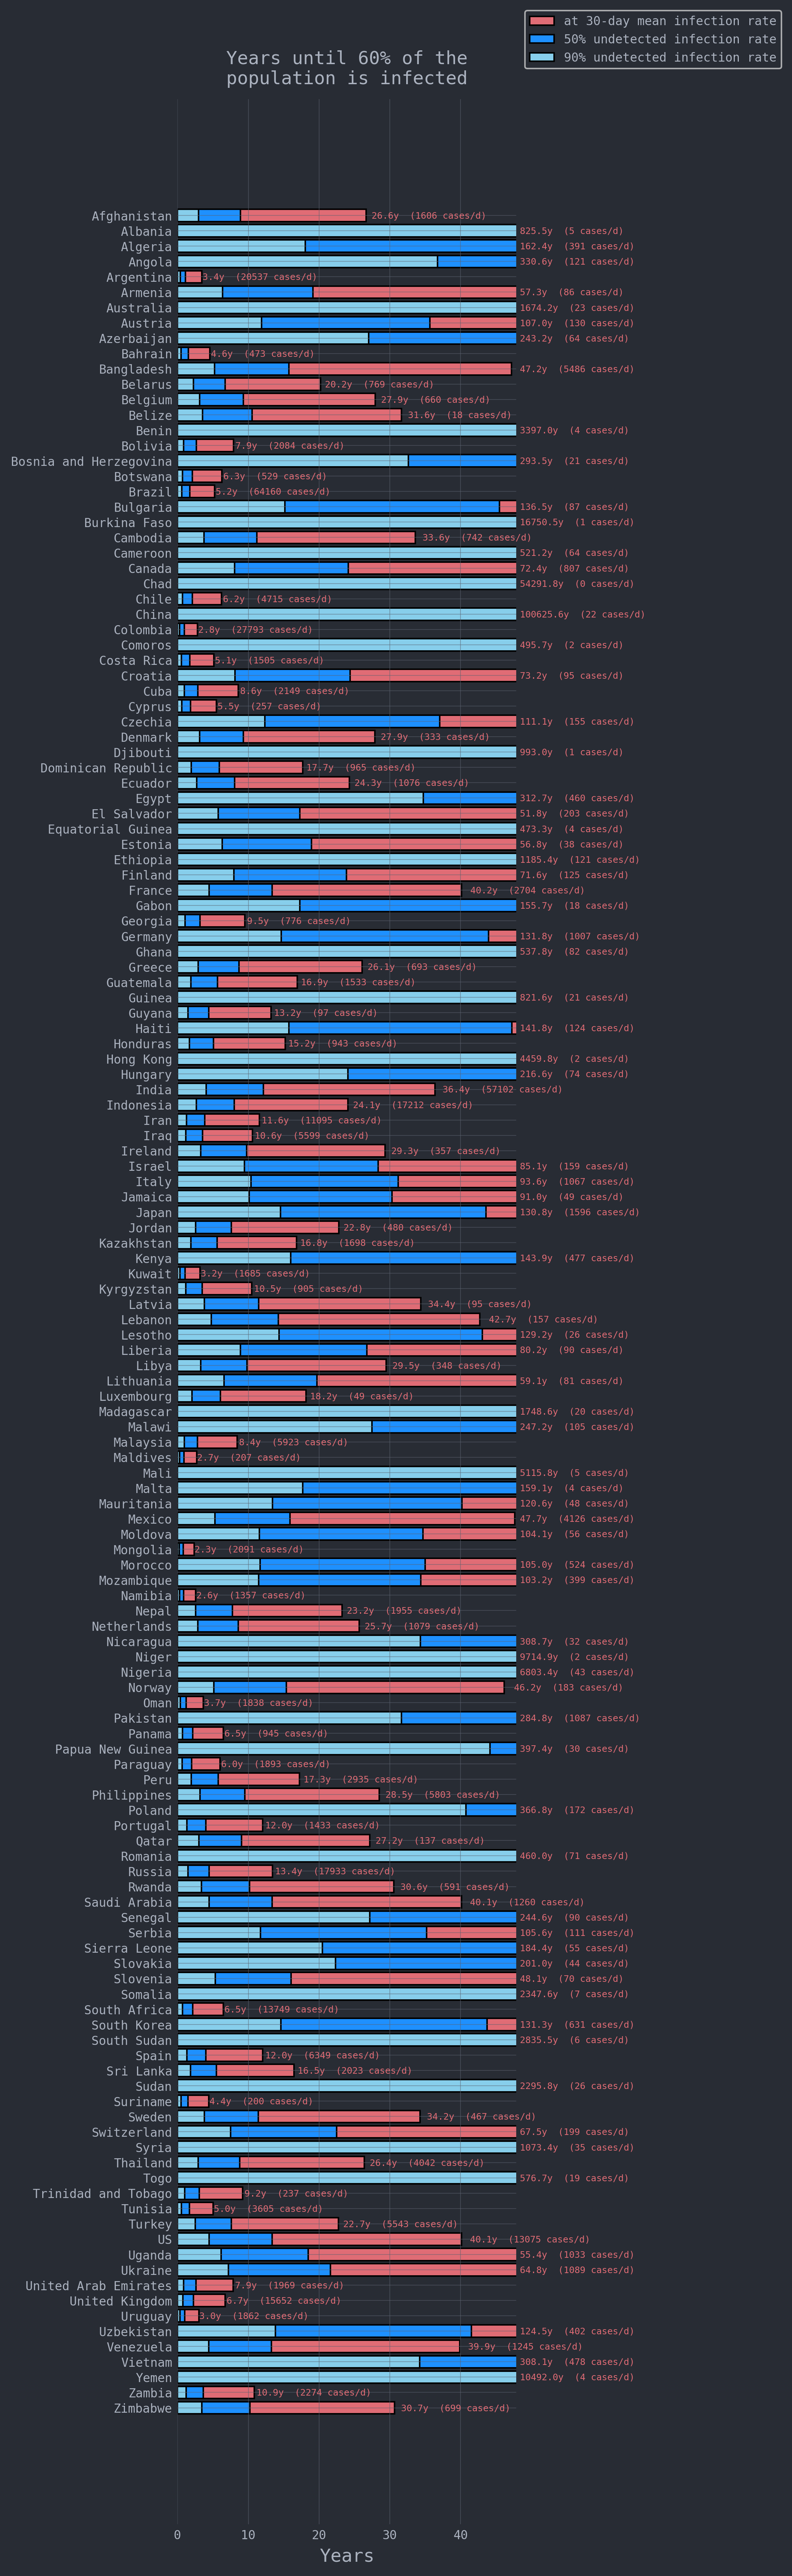 at 30-day mean infection rate
50% undetected infection rate
90% undetected infection rate
Years until 60% of the
population is infected
Afghanistan 26.6y (1606 cases/d)
Albania 825.5y (5 cases/d)
Algeria 162.4y (391 cases/d)
Angola 330.6y (121 cases/d)
Argentina 3.4y (20537 cases/d)
Armenia 57.3y (86 cases/d)
Australia 1674.2y (23 cases/d)
Austria 107.0y (130 cases/d)
Azerbaijan 243.2y (64 cases/d)
Bahrain 4.6y (473 cases/d)
Bangladesh 47.2y (5486 cases/d)
Belarus 20.2y (769 cases/d)
Belgium 27.9y (660 cases/d)
Belize 31.6y (18 cases/d)
Benin 3397.0y (4 cases/d)
Bolivia 7.9y (2084 cases/d)
Bosnia and Herzegovina 293.5y (21 cases/d)
Botswana 6.3y (529 cases/d)
Brazil 5.2y (64160 cases/d)
Bulgaria 136.5y (87 cases/d)
Burkina Faso 16750.5y (1 cases/d)
Cambodia 33.6y (742 cases/d)
Cameroon 521.2y (64 cases/d)
Canada 72.4y (807 cases/d)
Chad 54291.8y (0 cases/d)
Chile 6.2y (4715 cases/d)
China 100625.6y (22 cases/d)
Colombia 2.8y (27793 cases/d)
Comoros 495.7y (2 cases/d)
Costa Rica 5.1y (1505 cases/d)
Croatia 73.2y (95 cases/d)
Cuba 8.6y (2149 cases/d)
Cyprus 5.5y (257 cases/d)
Czechia 111.1y (155 cases/d)
Denmark 27.9y (333 cases/d)
Djibouti 993.0y (1 cases/d)
Dominican Republic 17.7y (965 cases/d)
Ecuador 24.3y (1076 cases/d)
Egypt 312.7y (460 cases/d)
El Salvador 51.8y (203 cases/d)
Equatorial Guinea 473.3y (4 cases/d)
Estonia 56.8y (38 cases/d)
Ethiopia 1185.4y (121 cases/d)
Finland 71.6y (125 cases/d)
France 40.2y (2704 cases/d)
Gabon 155.7y (18 cases/d)
Georgia 9.5y (776 cases/d)
Germany 131.8y (1007 cases/d)
Ghana 537.8y (82 cases/d)
Greece 26.1y (693 cases/d)
Guatemala 16.9y (1533 cases/d)
Guinea 821.6y (21 cases/d)
Guyana 13.2y (97 cases/d)
Haiti 141.8y (124 cases/d)
Honduras 15.2y (943 cases/d)
Hong Kong 4459.8y (2 cases/d)
Hungary 216.6y (74 cases/d)
India 36.4y (57102 cases/d)
Indonesia 24.1y (17212 cases/d)
Iran 11.6y (11095 cases/d)
Iraq 10.6y (5599 cases/d)
Ireland 29.3y (357 cases/d)
Israel 85.1y (159 cases/d)
Italy 93.6y (1067 cases/d)
Jamaica 91.0y (49 cases/d)
Japan 130.8y (1596 cases/d)
Jordan 22.8y (480 cases/d)
Kazakhstan 16.8y (1698 cases/d)
Kenya 143.9y (477 cases/d)
Kuwait 3.2y (1685 cases/d)
Kyrgyzstan 10.5y (905 cases/d)
Latvia 34.4y (95 cases/d)
Lebanon 42.7y (157 cases/d)
Lesotho 129.2y (26 cases/d)
Liberia 80.2y (90 cases/d)
Libya 29.5y (348 cases/d)
Lithuania 59.1y (81 cases/d)
Luxembourg 18.2y (49 cases/d)
Madagascar 1748.6y (20 cases/d)
Malawi 247.2y (105 cases/d)
Malaysia 8.4y (5923 cases/d)
Maldives 2.7y (207 cases/d)
Mali 5115.8y (5 cases/d)
Malta 159.1y (4 cases/d)
Mauritania 120.6y (48 cases/d)
Mexico 47.7y (4126 cases/d)
Moldova 104.1y (56 cases/d)
Mongolia 2.3y (2091 cases/d)
Morocco 105.0y (524 cases/d)
Mozambique 103.2y (399 cases/d)
Namibia 2.6y (1357 cases/d)
Nepal 23.2y (1955 cases/d)
Netherlands 25.7y (1079 cases/d)
Nicaragua 308.7y (32 cases/d)
Niger 9714.9y (2 cases/d)
Nigeria 6803.4y (43 cases/d)
Norway 46.2y (183 cases/d)
Oman 3.7y (1838 cases/d)
Pakistan 284.8y (1087 cases/d)
Panama 6.5y (945 cases/d)
Papua New Guinea 397.4y (30 cases/d)
Paraguay 6.0y (1893 cases/d)
Peru 17.3y (2935 cases/d)
Philippines 28.5y (5803 cases/d)
Poland 366.8y (172 cases/d)
Portugal 12.0y (1433 cases/d)
Qatar 27.2y (137 cases/d)
Romania 460.0y (71 cases/d)
Russia 13.4y (17933 cases/d)
Rwanda 30.6y (591 cases/d)
Saudi Arabia 40.1y (1260 cases/d)
Senegal 244.6y (90 cases/d)
Serbia 105.6y (111 cases/d)
Sierra Leone 184.4y (55 cases/d)
Slovakia 201.0y (44 cases/d)
Slovenia 48.1y (70 cases/d)
Somalia 2347.6y (7 cases/d)
South Africa 6.5y (13749 cases/d)
South Korea 131.3y (631 cases/d)
South Sudan 2835.5y (6 cases/d)
Spain 12.0y (6349 cases/d)
Sri Lanka 16.5y (2023 cases/d)
Sudan 2295.8y (26 cases/d)
Suriname 4.4y (200 cases/d)
Sweden 34.2y (467 cases/d)
Switzerland 67.5y (199 cases/d)
Syria 1073.4y (35 cases/d)
Thailand 26.4y (4042 cases/d)
Togo 576.7y (19 cases/d)
Trinidad and Tobago 9.2y (237 cases/d)
Tunisia 5.0y (3605 cases/d)
Turkey 22.7y (5543 cases/d)
US 40.1y (13075 cases/d)
Uganda 55.4y (1033 cases/d)
Ukraine 64.8y (1089 cases/d)
United Arab Emirates 7.9y (1969 cases/d)
United Kingdom 6.7y (15652 cases/d)
Uruguay 3.0y (1862 cases/d)
Uzbekistan 124.5y (402 cases/d)
Venezuela 39.9y (1245 cases/d)
Vietnam 308.1y (478 cases/d)
Yemen 10492.0y (4 cases/d)
Zambia 10.9y (2274 cases/d)
Zimbabwe 30.7y (699 cases/d)
0 10 20 30 40
Years